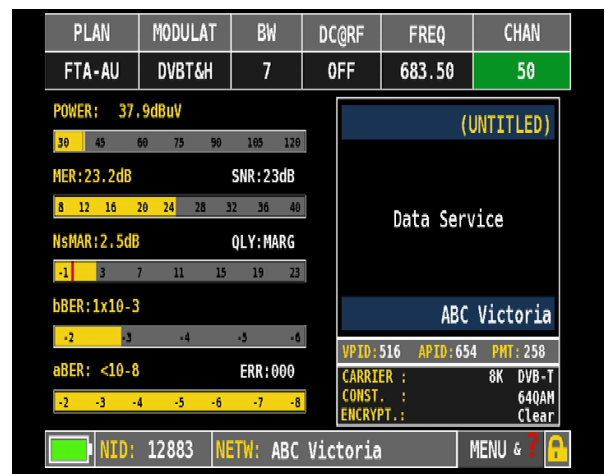 PLAN MODULAT BW DC@RF FREQ CHAN
FTA-AU DVBT&H 7 OFF 683.50 50
POWER: 37.9dBuV
30 45 60 75 90 105 120
MER:23.2dB SNR:23dB
8 12 16 20 24 28 32 36 40
NsMAR:2.5dB QLY:MARG
-1 3 7 11 15 19 23
bBER:1x10-3
-2 -3 -4 -5 -6
aBER: <10-8 ERR:000
-2 -3 -4 -5 -6 -7 -8
(UNTITLED)
Data Service
ABC Victoria
VPID:516 APID:654 PMT:258
CARRIER : 8K DVB-T
CONST. : 64QAM
ENCRYPT.: Clear
NID: 12883 NETW: ABC Victoria MENU & ?